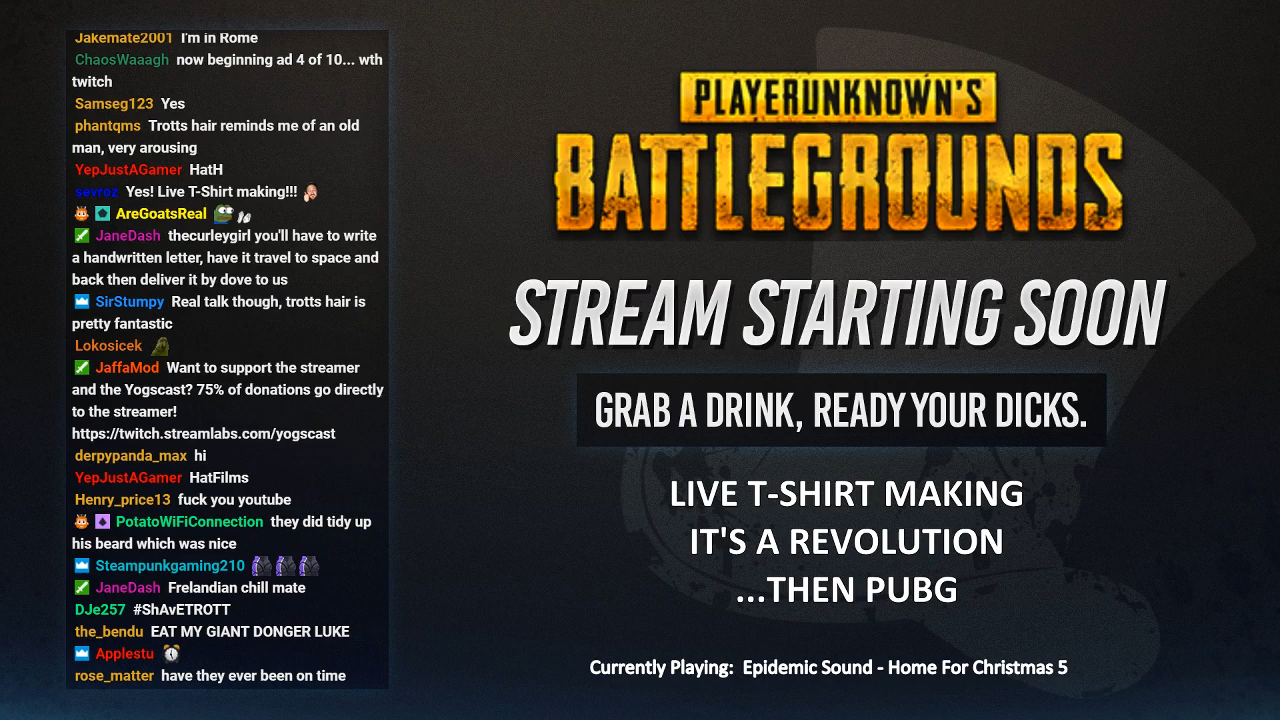 Jakemate2001 I'm in Rome
ChaosWaaagh now beginning ad 4 of 10... wth
twitch
Samseg123 Yes
phantqms Trotts hair reminds me of an old
man, very arousing
YepJustAGamer HatH
sevroz Yes! Live T-Shirt making!!!
AreGoatsReal
JaneDash thecurleygirl you'll have to write
a handwritten letter, have it travel to space and
back then deliver it by dove to us
SirStumpy Real talk though, trotts hair is
pretty fantastic
Lokosicek
JaffaMod Want to support the streamer
and the Yogscast? 75% of donations go directly
to the streamer!
https://twitch.streamlabs.com/yogscast
derpypanda_max hi
YepJustAGamer HatFilms
Henry_price13 fuck you youtube
PotatoWiFiConnection they did tidy up
his beard which was nice
Steampunkgaming210
JaneDash Frelandian chill mate
DJe257 #ShAvETROTT
the_bendu EAT MY GIANT DONGER LUKE
Applestu
rose_matter have they ever been on time
PLAYERUNKNOWN'S
BATTLEGROUNDS
STREAM STARTING SOON
GRAB A DRINK, READY YOUR DICKS.
LIVE T-SHIRT MAKING
IT'S A REVOLUTION
...THEN PUBG
Currently Playing: Epidemic Sound - Home For Christmas 5